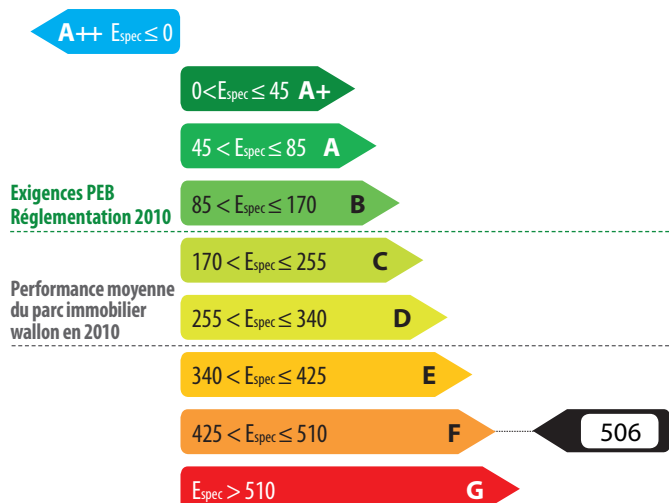 A++ Espec ≤ 0
0 < Espec ≤ 45 A+
45 < Espec ≤ 85 A
Exigences PEB
Réglementation 2010
85 < Espec ≤ 170 B
170 < Espec ≤ 255 C
Performance moyenne
du parc immobilier
wallon en 2010
255 < Espec ≤ 340 D
340 < Espec ≤ 425 E
425 < Espec ≤ 510 F
506
Espec > 510 G